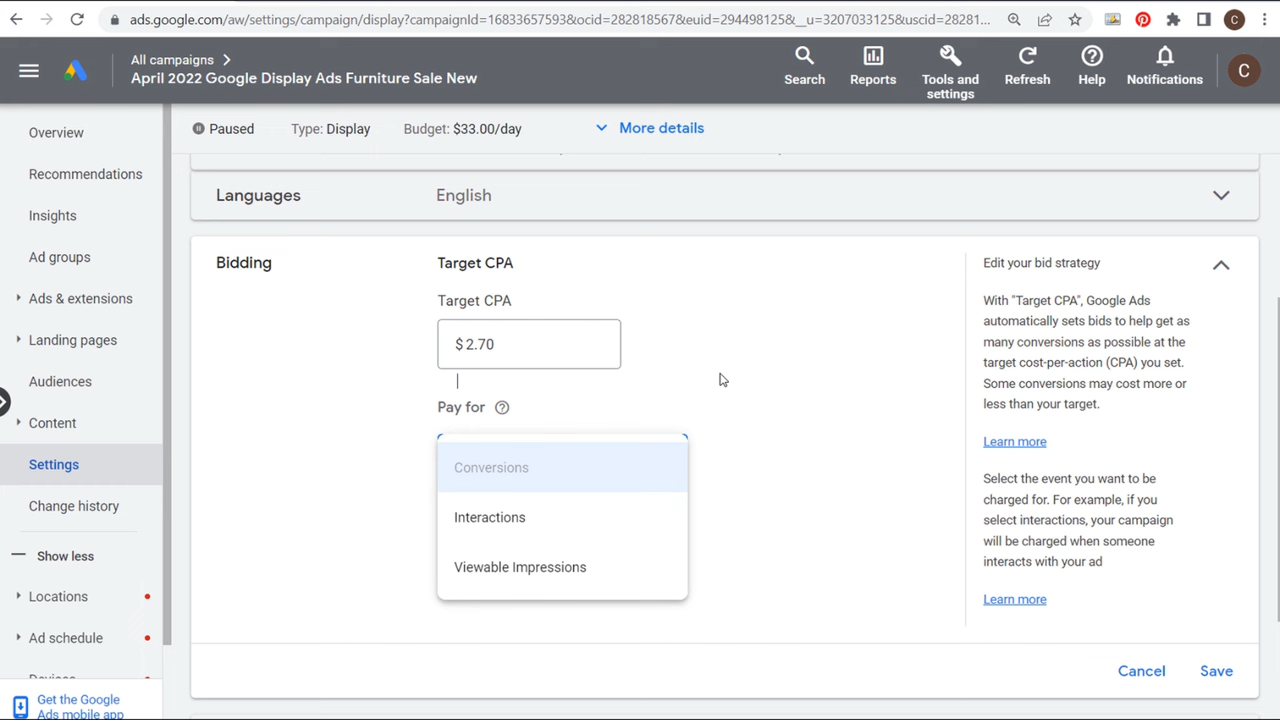 ads.google.com/aw/settings/campaign/display?campaignId=16833657593&ocid=282818567&euid=294498125&__u=3207033125&uscid=28281...
C
All campaigns
April 2022 Google Display Ads Furniture Sale New
Search
Reports
Tools and
settings
Refresh
Help
Notifications
C
Overview
Recommendations
Insights
Ad groups
Ads & extensions
Landing pages
Audiences
Content
Settings
Change history
Show less
Locations
Ad schedule
Devices
Get the Google
Ads mobile app
Paused
Type: Display
Budget: $33.00/day
More details
Languages
English
Bidding
Target CPA
Target CPA
$ 2.70
Pay for
Conversions
Interactions
Viewable Impressions
Edit your bid strategy
With "Target CPA", Google Ads
automatically sets bids to help get as
many conversions as possible at the
target cost-per-action (CPA) you set.
Some conversions may cost more or
less than your target.
Learn more
Select the event you want to be
charged for. For example, if you
select interactions, your campaign
will be charged when someone
interacts with your ad
Learn more
Cancel
Save